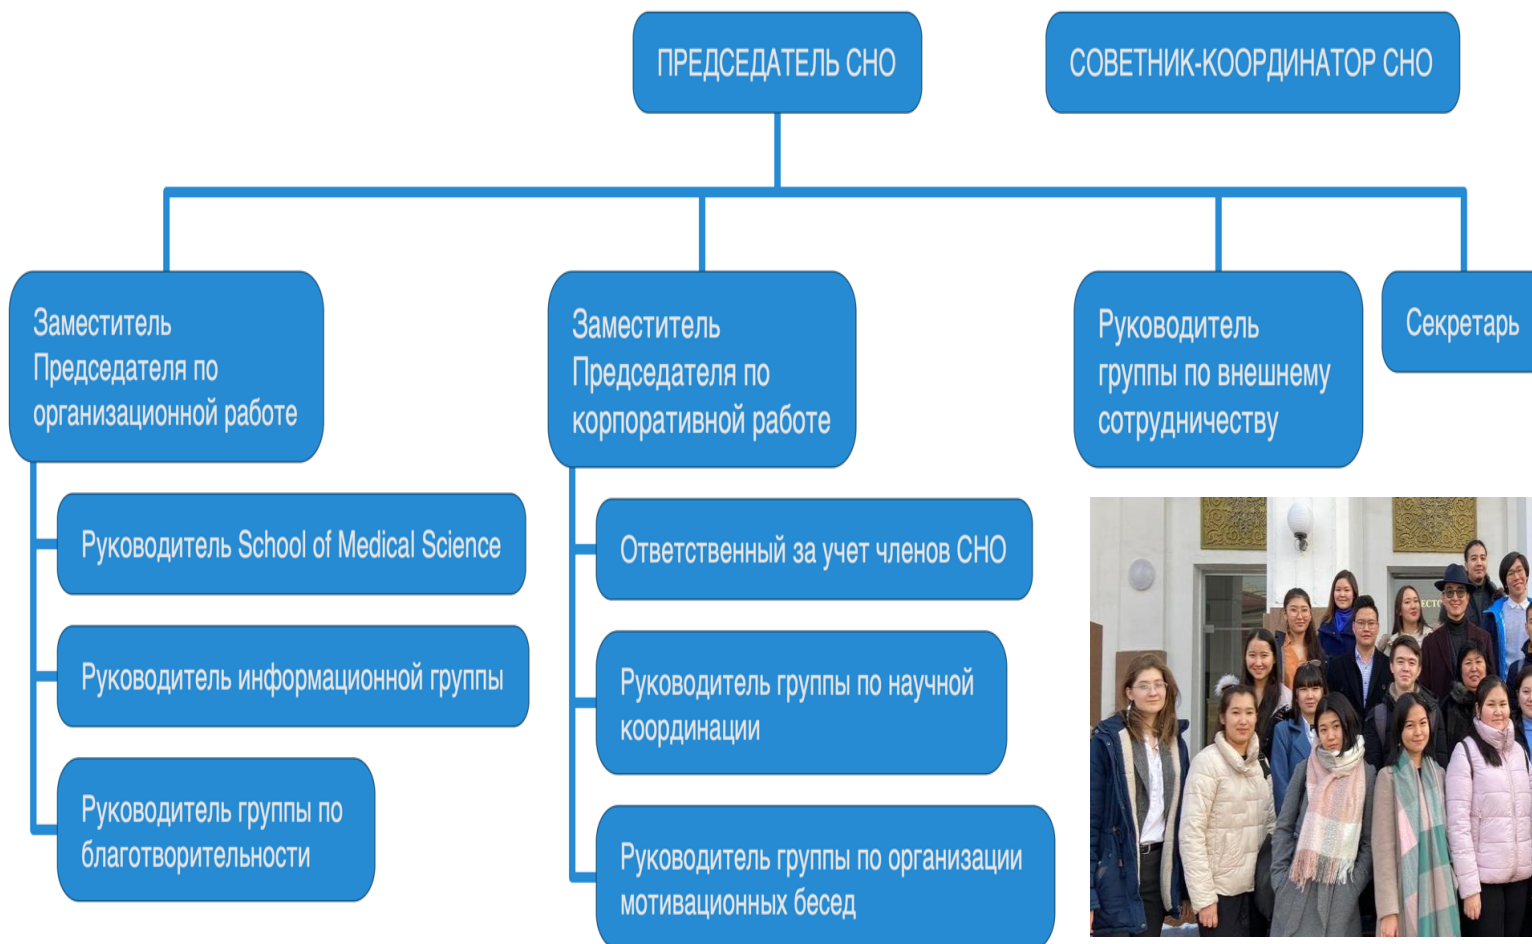 ПРЕДСЕДАТЕЛЬ СНО
СОВЕТНИК-КООРДИНАТОР СНО
Заместитель
Председателя по
организационной работе
Руководитель School of Medical Science
Руководитель информационной группы
Руководитель группы по
благотворительности
Заместитель
Председателя по
корпоративной работе
Ответственный за учет членов СНО
Руководитель группы по научной
координации
Руководитель группы по организации
мотивационных бесед
Руководитель
группы по внешнему
сотрудничеству
Секретарь